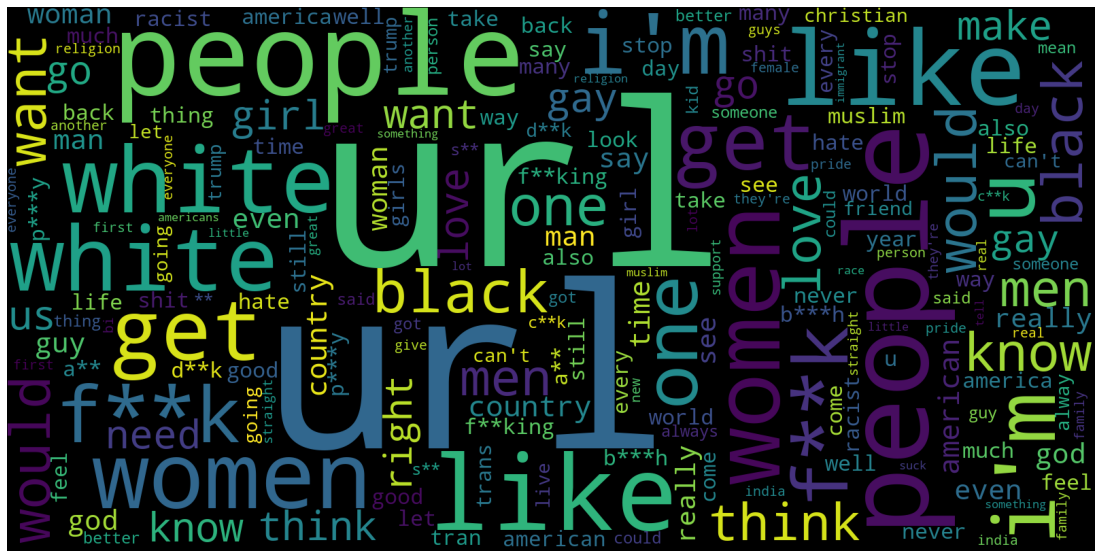 woman
much
racist
americawell
take
back
better
many
christian
guys
make
mean
religion
people
trump
another
person
say
many
i'm
stop
day
religion
shit
go
female
stop
every
immigrant
like
want
go
back
thing
girl
want
way
gay
kid
someone
muslim
black
another
let
great
something
d**k
look
say
get
hate
also
day
man
time
url
s**
f**king
take
see
pride
life
can't
everyone
white
everyone
trump
p***y
even
love
woman
girls
one
girl
they're
world
could
friend
would
u
c**k
americans
first
little
going
still
great
man
also
lot
women
love
year
gay
person
real
they're
someone
white
lot
muslim
support
race
way
us
life
shit
**
hate
country
said
black
got
time
see
never
people
said
pride
men
thing
bl
get
p***y
give
c**k
a**
every
one
b***h
u
little
tell
really
guy
first
a**
d**k
good
can't
still
new
straight
real
know
would
f**k
need
going
straight
url
men
country
world
f**k
come
racist
american
america
guy
alway
family
right
f**king
always
i'm
women
like
b***h
come
well
suck
much
god
feel
s**
trans
live
really
india
even
something
feel
god
better
know
think
good
let
tran
american
could
think
never
india
family